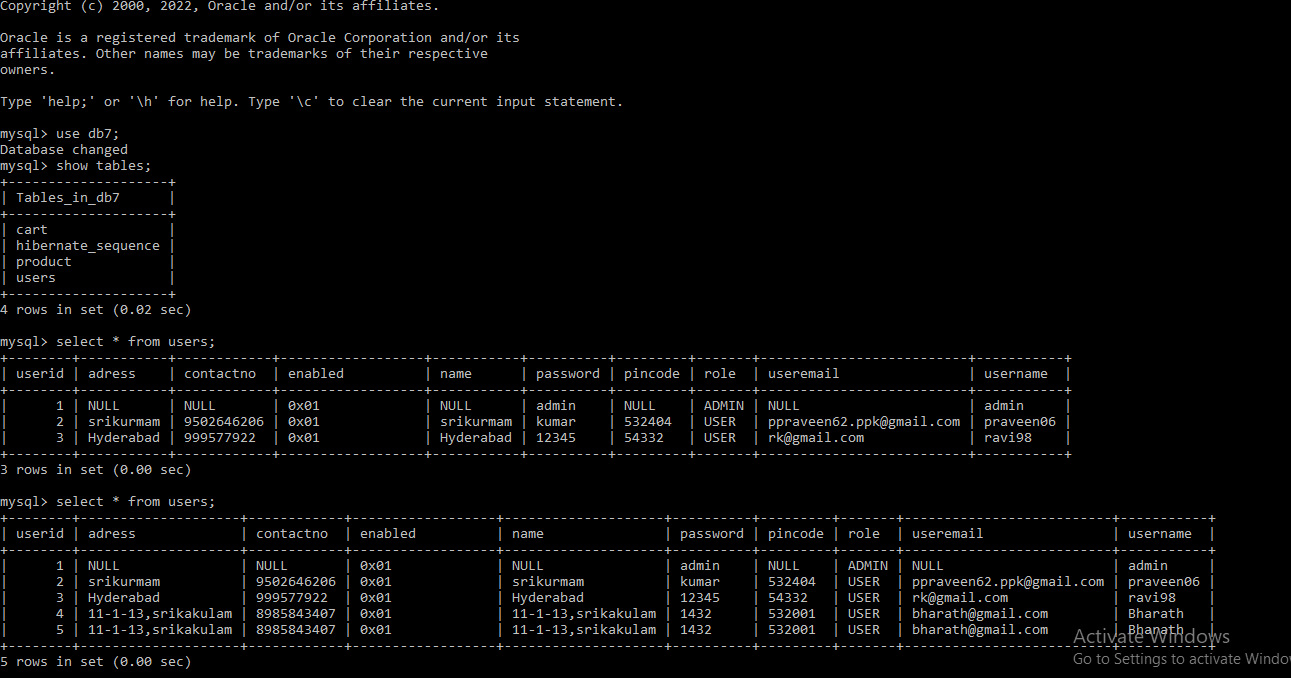 Copyright (c) 2000, 2022, Oracle and/or its affiliates.
Oracle is a registered trademark of Oracle Corporation and/or its
affiliates. Other names may be trademarks of their respective
owners.
Type 'help;' or '\h' for help. Type '\c' to clear the current input statement.
mysql> use db7;
Database changed
mysql> show tables;
+--------------------+
| Tables_in_db7      |
+--------------------+
| cart               |
| hibernate_sequence |
| product            |
| users              |
+--------------------+
4 rows in set (0.02 sec)
mysql> select * from users;
+--------+-----------+------------+------------------+-----------+----------+---------+-------+--------------------------+-----------+
| userid | adress    | contactno  | enabled          | name      | password | pincode | role  | useremail                | username  |
+--------+-----------+------------+------------------+-----------+----------+---------+-------+--------------------------+-----------+
|      1 | NULL      | NULL       | 0x01             | NULL      | admin    | NULL    | ADMIN | NULL                     | admin     |
|      2 | srikurmam | 9502646206 | 0x01             | srikurmam | kumar    | 532404  | USER  | ppraveen62.ppk@gmail.com | praveen06 |
|      3 | Hyderabad | 999577922  | 0x01             | Hyderabad | 12345    | 54332   | USER  | rk@gmail.com             | ravi98    |
+--------+-----------+------------+------------------+-----------+----------+---------+-------+--------------------------+-----------+
3 rows in set (0.00 sec)
mysql> select * from users;
+--------+--------------------+------------+-----------------+--------------------+----------+---------+-------+--------------------------+-----------+
| userid | adress             | contactno  | enabled         | name               | password | pincode | role  | useremail                | username  |
+--------+--------------------+------------+-----------------+--------------------+----------+---------+-------+--------------------------+-----------+
|      1 | NULL               | NULL       | 0x01            | NULL               | admin    | NULL    | ADMIN | NULL                     | admin     |
|      2 | srikurmam          | 9502646206 | 0x01            | srikurmam          | kumar    | 532404  | USER  | ppraveen62.ppk@gmail.com | praveen06 |
|      3 | Hyderabad          | 999577922  | 0x01            | Hyderabad          | 12345    | 54332   | USER  | rk@gmail.com             | ravi98    |
|      4 | 11-1-13,srikakulam | 8985843407 | 0x01            | 11-1-13,srikakulam | 1432     | 532001  | USER  | bharath@gmail.com        | Bharath   |
|      5 | 11-1-13,srikakulam | 8985843407 | 0x01            | 11-1-13,srikakulam | 1432     | 532001  | USER  | bharath@gmail.com        | Bharath   |
+--------+--------------------+------------+-----------------+--------------------+----------+---------+-------+--------------------------+-----------+
5 rows in set (0.00 sec)
Activate Windows
Go to Settings to activate Windo